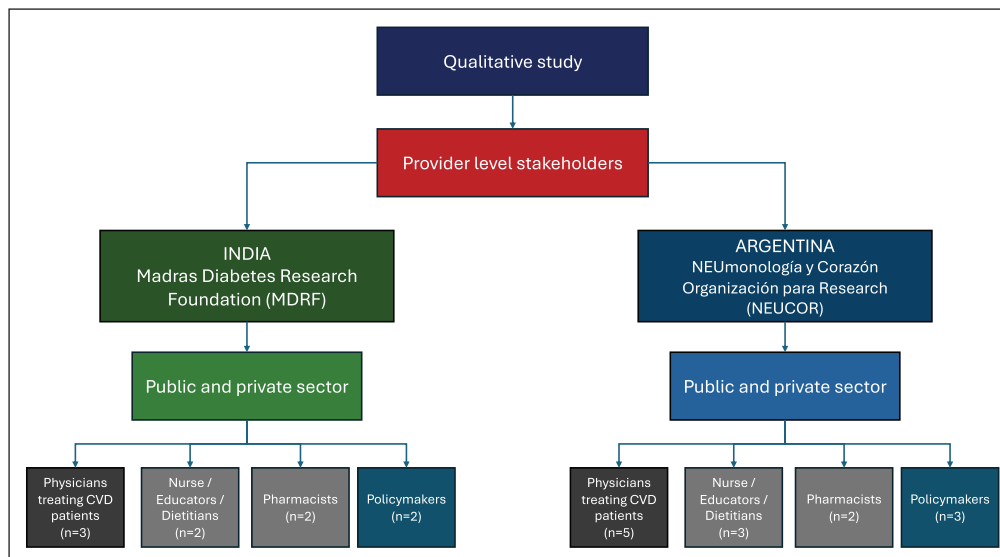 Qualitative study
Provider level stakeholders
INDIA
Madras Diabetes Research
Foundation (MDRF)
ARGENTINA
NEUmonología y Corazón
Organización para Research
(NEUCOR)
Public and private sector
Public and private sector
Physicians
treating CVD
patients
(n=3)
Nurse /
Educators /
Dietitians
(n=2)
Pharmacists
(n=2)
Policymakers
(n=2)
Physicians
treating CVD
patients
(n=5)
Nurse /
Educators /
Dietitians
(n=3)
Pharmacists
(n=2)
Policymakers
(n=3)